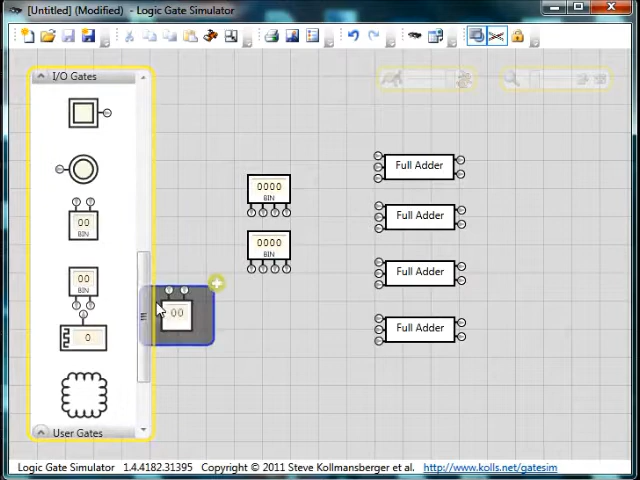 [Untitled] (Modified) - Logic Gate Simulator
I/O Gates
00
BIN
00
BIN
0
User Gates
00
0000
BIN
0000
BIN
Full Adder
Full Adder
Full Adder
Full Adder
Logic Gate Simulator 1.4.4182.31395 Copyright © 2011 Steve Kollmansberger et al. http://www.kolls.net/gatesim